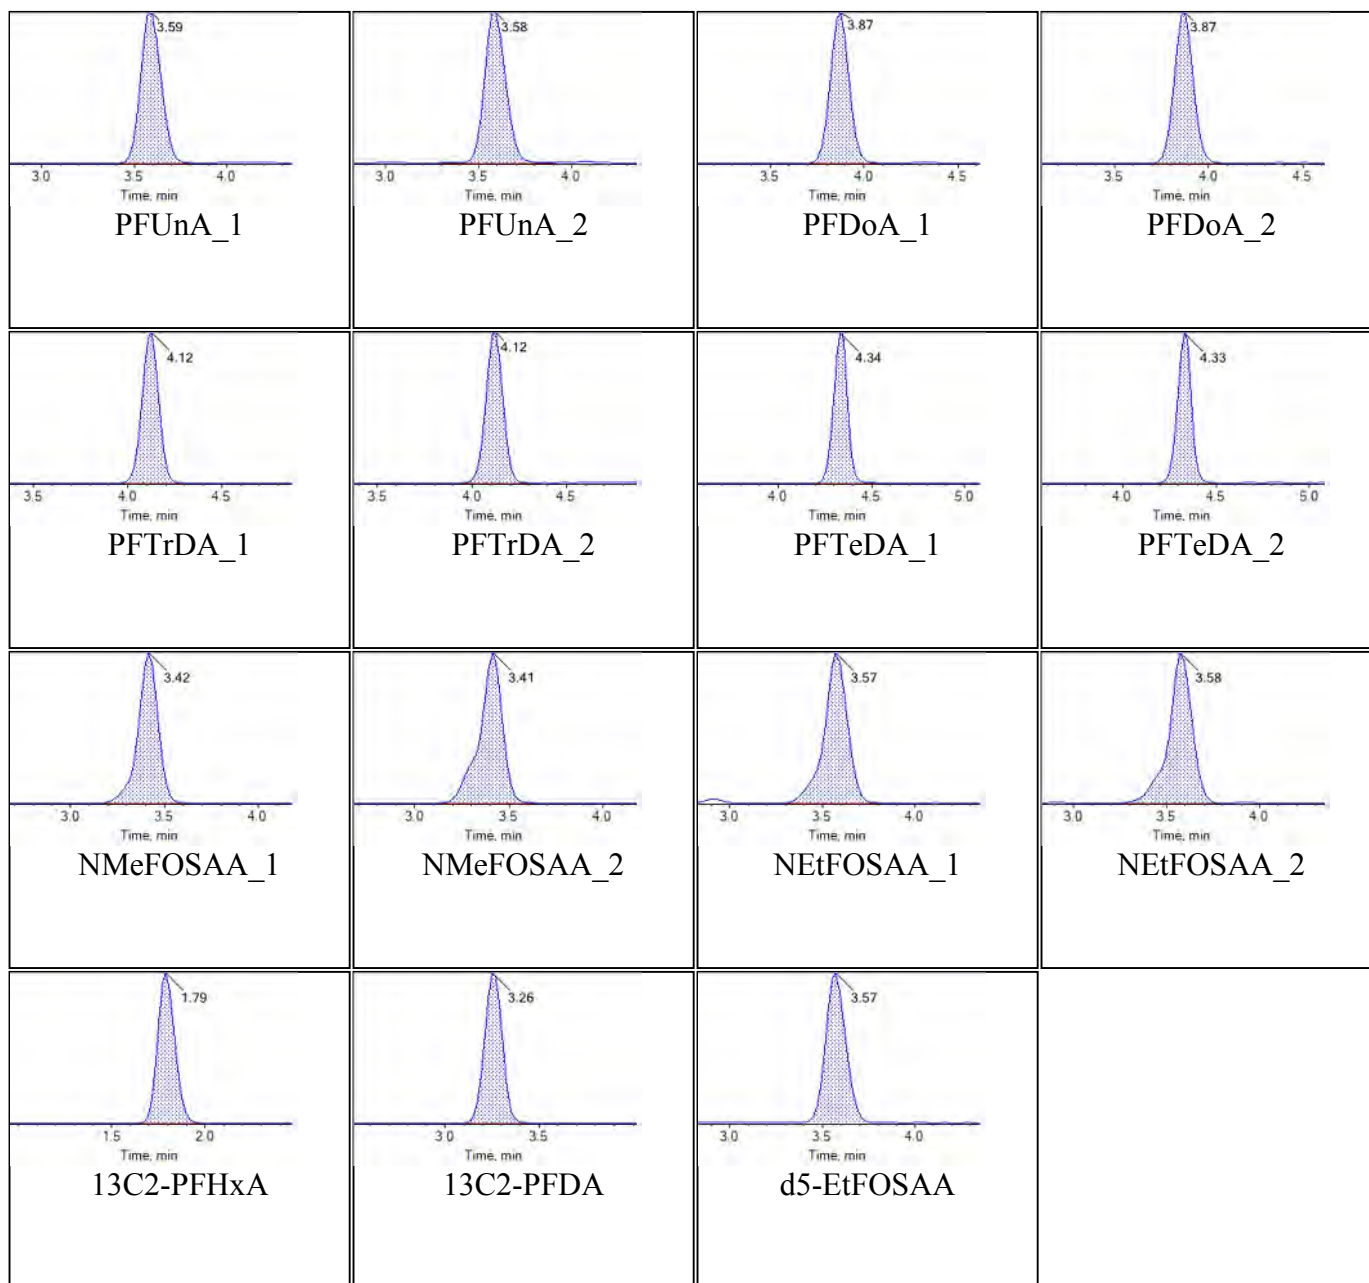 3.59
3.0 3.5 4.0
Time, min
PFUnA_1
3.58
3.0 3.5 4.0
Time, min
PFUnA_2
3.87
3.5 4.0 4.5
Time, min
PFDoA_1
3.87
3.5 4.0 4.5
Time, min
PFDoA_2
4.12
3.5 4.0 4.5
Time, min
PFTrDA_1
4.12
3.5 4.0 4.5
Time, min
PFTrDA_2
4.34
4.0 4.5 5.0
Time, min
PFTeDA_1
4.33
4.0 4.5 5.0
Time, min
PFTeDA_2
3.42
3.0 3.5 4.0
Time, min
NMeFOSAA_1
3.41
3.0 3.5 4.0
Time, min
NMeFOSAA_2
3.57
3.0 3.5 4.0
Time, min
NEtFOSAA_1
3.58
3.0 3.5 4.0
Time, min
NEtFOSAA_2
1.79
1.5 2.0
Time, min
13C2-PFHxA
3.26
3.0 3.5
Time, min
13C2-PFDA
3.57
3.0 3.5 4.0
Time, min
d5-EtFOSAA